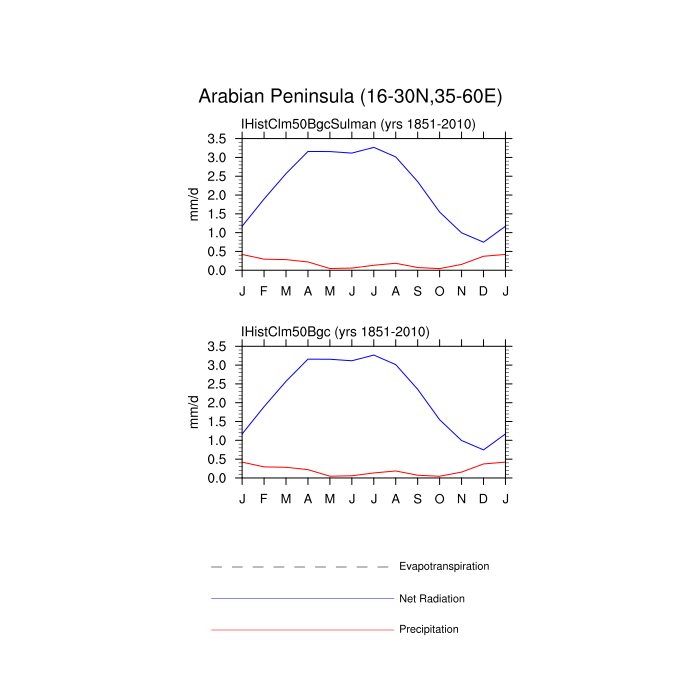 Arabian Peninsula (16-30N,35-60E)
IHistClm50BgcSulman (yrs 1851-2010)
3.5
3.0
2.5
2.0
1.5
1.0
0.5
0.0
mm/d
J F M A M J J A S O N D J
IHistClm50Bgc (yrs 1851-2010)
3.5
3.0
2.5
2.0
1.5
1.0
0.5
0.0
mm/d
J F M A M J J A S O N D J
Evapotranspiration
Net Radiation
Precipitation